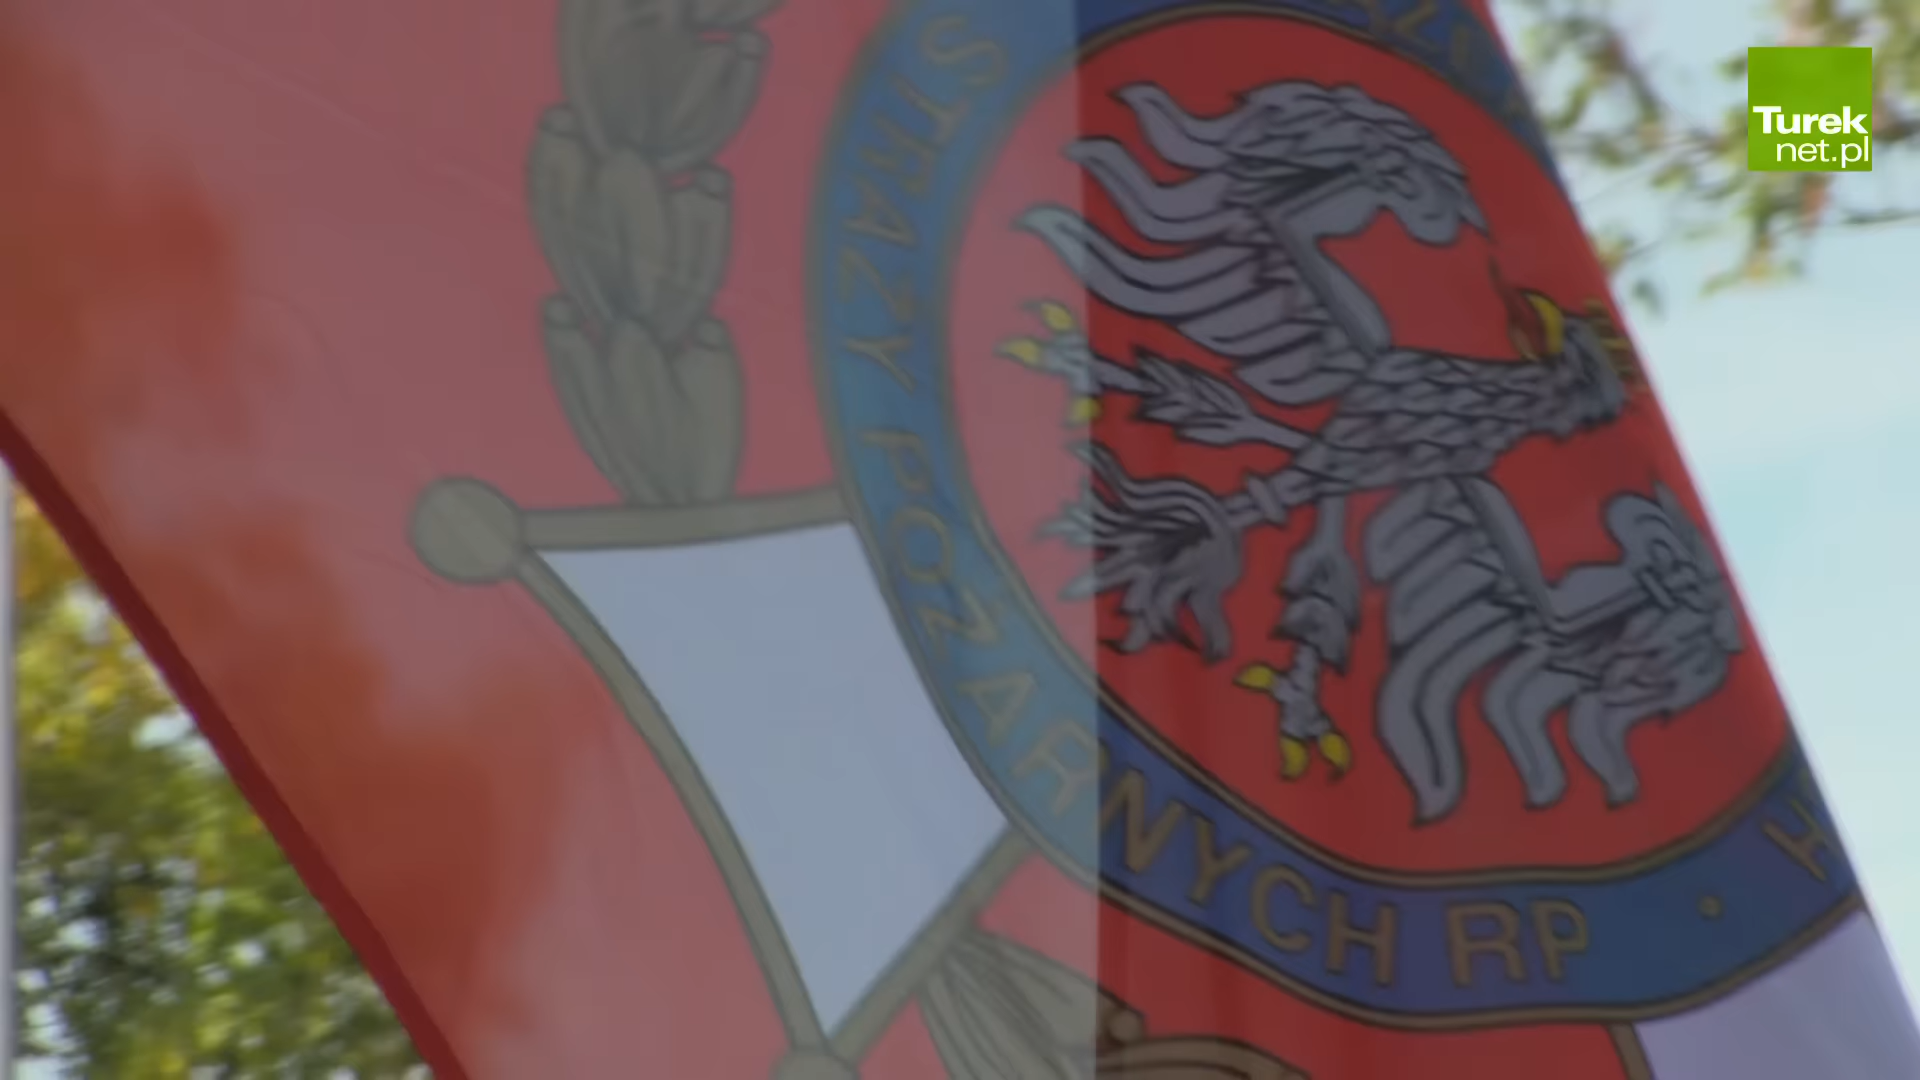 STRAŻY POŻARNYCH RP • H
Turek
net.pl